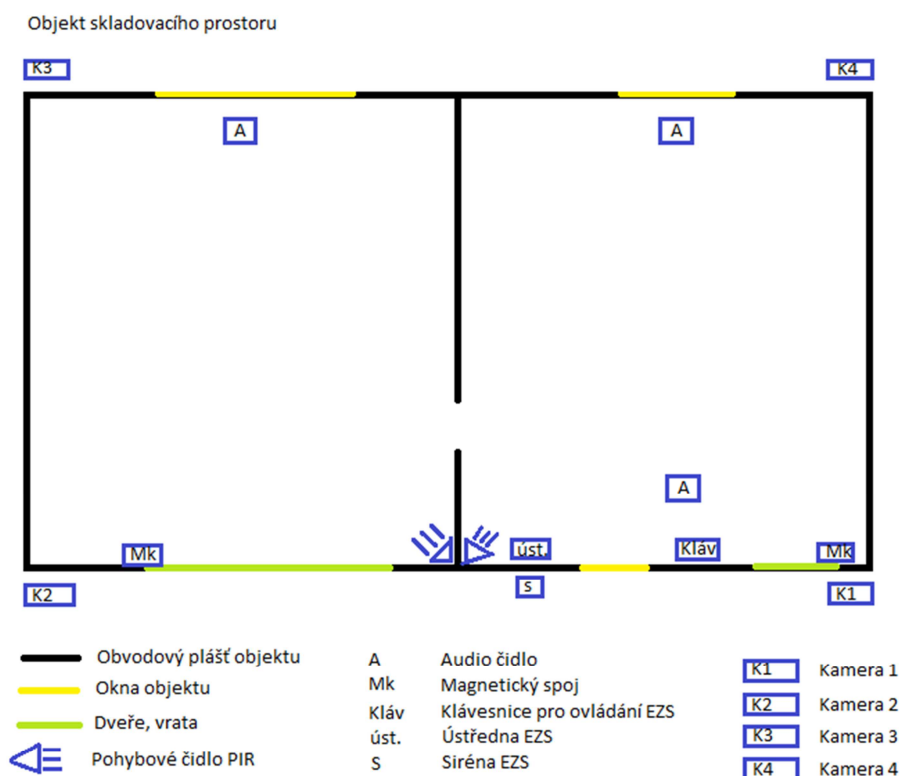 Objekt skladovacího prostoru
K3
K4
A
A
A
Mk
úst.
Kláv
Mk
K2
S
K1
Obvodový plášť objektu
Okna objektu
Dveře, vrata
Pohybové čidlo PIR
A Audio čidlo
Mk Magnetický spoj
Kláv Klávesnice pro ovládání EZS
úst. Ústředna EZS
S Siréna EZS
K1 Kamera 1
K2 Kamera 2
K3 Kamera 3
K4 Kamera 4